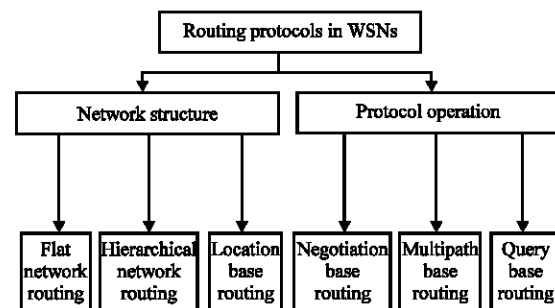 Routing protocols in WSNs
Network structure
Protocol operation
Flat
network
routing
Hierarchical
network
routing
Location
base
routing
Negotiation
base
routing
Multipath
base
routing
Query
base
routing